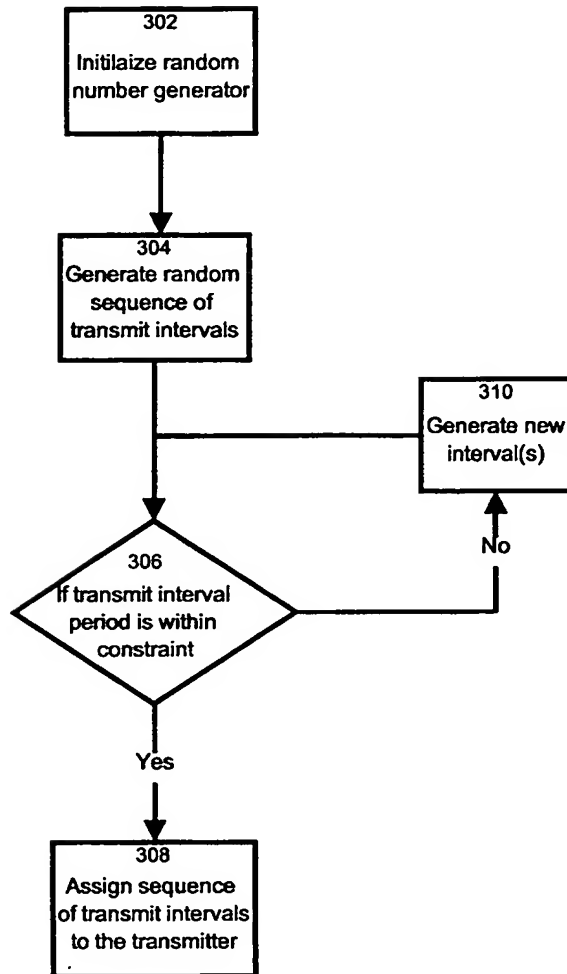 302
Initilaize random
number generator
304
Generate random
sequence of
transmit intervals
310
Generate new
interval(s)
No
306
If transmit interval
period is within
constraint
Yes
308
Assign sequence
of transmit intervals
to the transmitter